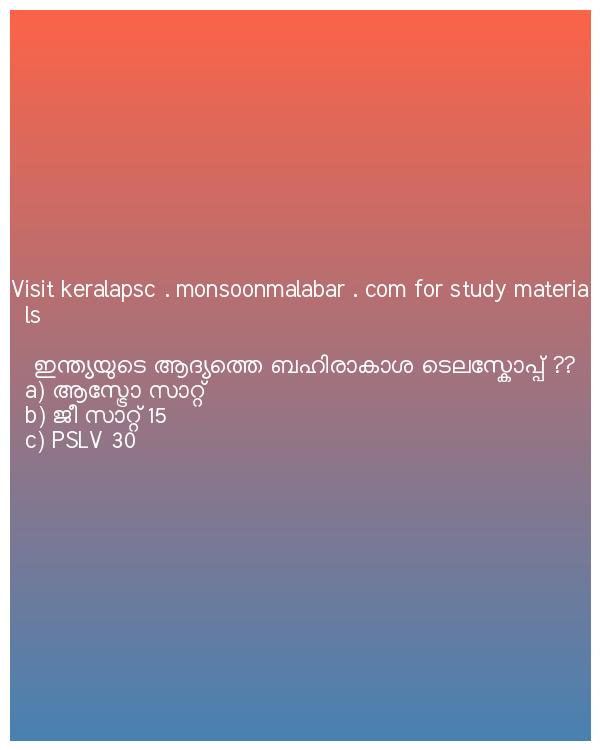 Visit keralapsc . monsoonmalabar . com for study materia
ls
ഇന്ത്യയുടെ ആദ്യത്തെ ബഹിരാകാശ ടെലസ്കോപ്പ് ??
a) ആസ്ട്രോ സാറ്റ്
b) ജീ സാറ്റ് 15
c) PSLV 30